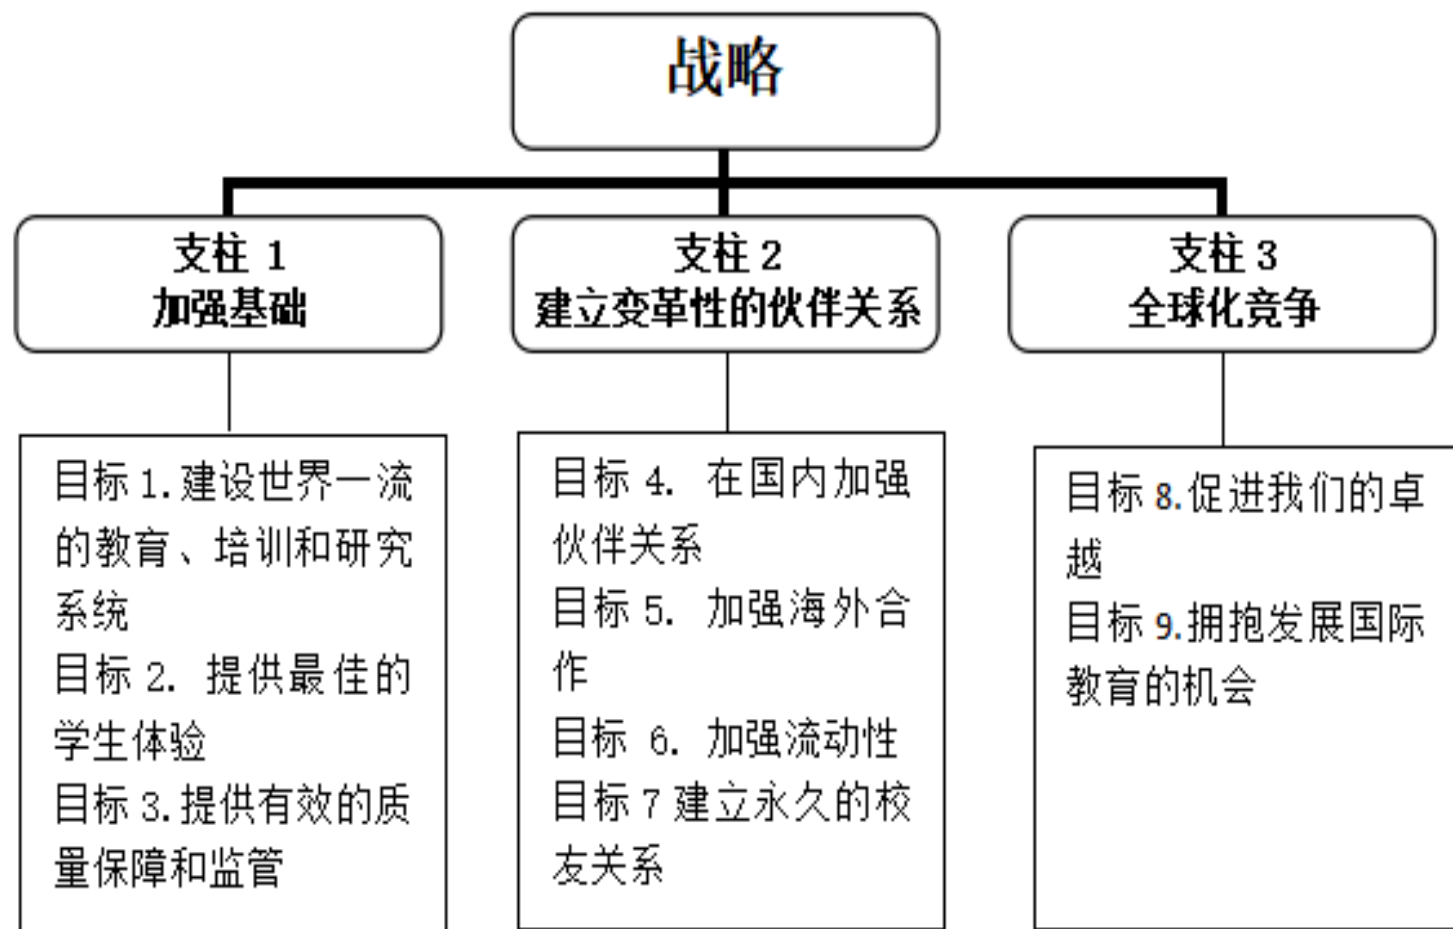 战略
支柱 1
加强基础
支柱 2
建立变革性的伙伴关系
支柱 3
全球化竞争
目标 1.建设世界一流
的教育、培训和研究
系统
目标 2. 提供最佳的
学生体验
目标 3.提供有效的质
量保障和监管
目标 4. 在国内加强
伙伴关系
目标 5. 加强海外合
作
目标 6. 加强流动性
目标 7 建立永久的校
友关系
目标 8.促进我们的卓
越
目标 9.拥抱发展国际
教育的机会